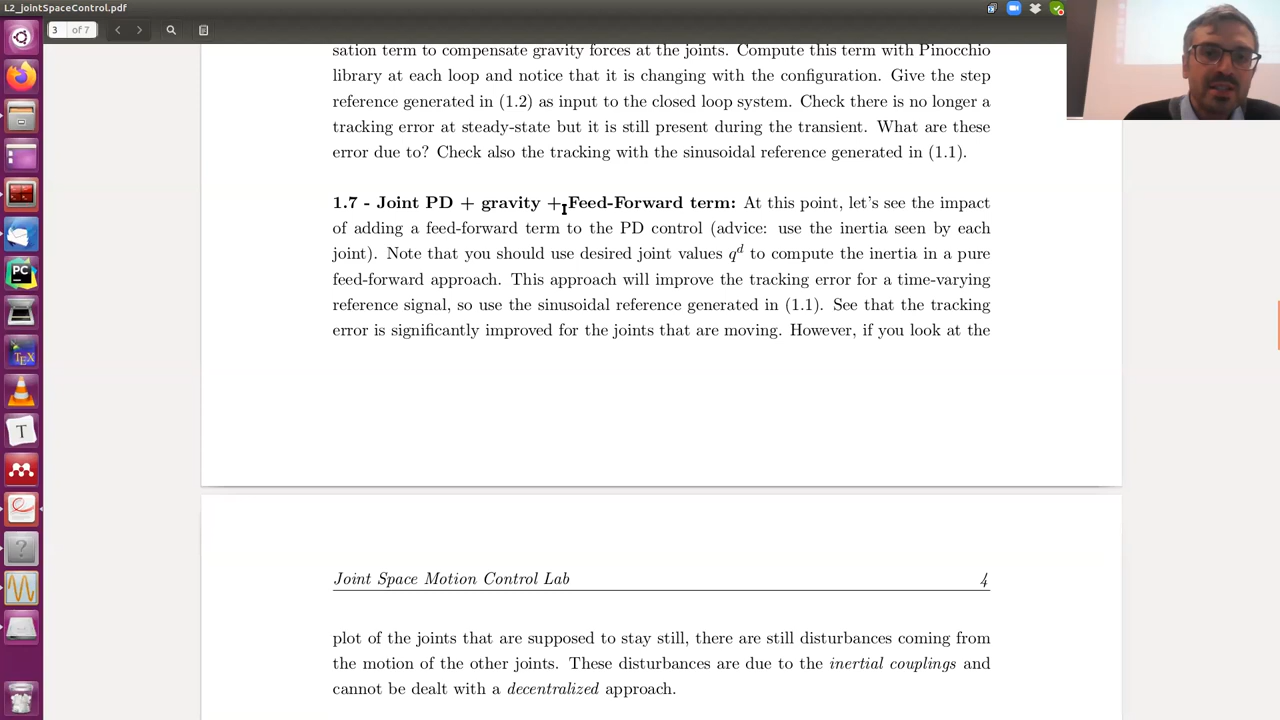 L2_jointSpaceControl.pdf
3 of 7
sation term to compensate gravity forces at the joints. Compute this term with Pinocchio
library at each loop and notice that it is changing with the configuration. Give the step
reference generated in (1.2) as input to the closed loop system. Check there is no longer a
tracking error at steady-state but it is still present during the transient. What are these
error due to? Check also the tracking with the sinusoidal reference generated in (1.1).
1.7 - Joint PD + gravity + Feed-Forward term: At this point, let's see the impact
of adding a feed-forward term to the PD control (advice: use the inertia seen by each
joint). Note that you should use desired joint values q^d to compute the inertia in a pure
feed-forward approach. This approach will improve the tracking error for a time-varying
reference signal, so use the sinusoidal reference generated in (1.1). See that the tracking
error is significantly improved for the joints that are moving. However, if you look at the
Joint Space Motion Control Lab 4
plot of the joints that are supposed to stay still, there are still disturbances coming from
the motion of the other joints. These disturbances are due to the inertial couplings and
cannot be dealt with a decentralized approach.
PC
TEX
T
?